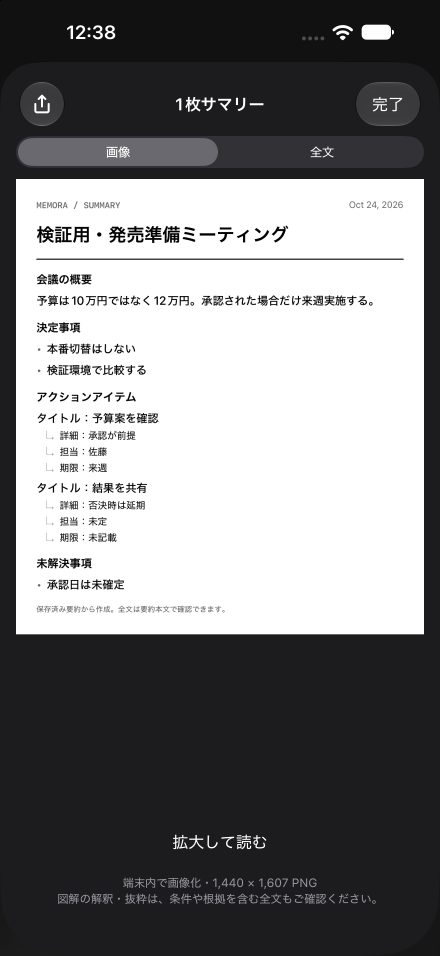 12:38
1枚サマリー
完了
画像
全文
MEMORA / SUMMARY
Oct 24, 2026
検証用・発売準備ミーティング
会議の概要
予算は10万円ではなく12万円。承認された場合だけ来週実施する。
決定事項
• 本番切替はしない
• 検証環境で比較する
アクションアイテム
タイトル：予算案を確認
詳細：承認が前提
担当：佐藤
期限：来週
タイトル：結果を共有
詳細：否決時は延期
担当：未定
期限：未記載
未解決事項
• 承認日は未確定
保存済み要約から作成。全文は要約本文で確認できます。
拡大して読む
端末内で画像化・1,440 × 1,607 PNG
図解の解釈・抜粋は、条件や根拠を含む全文もご確認ください。